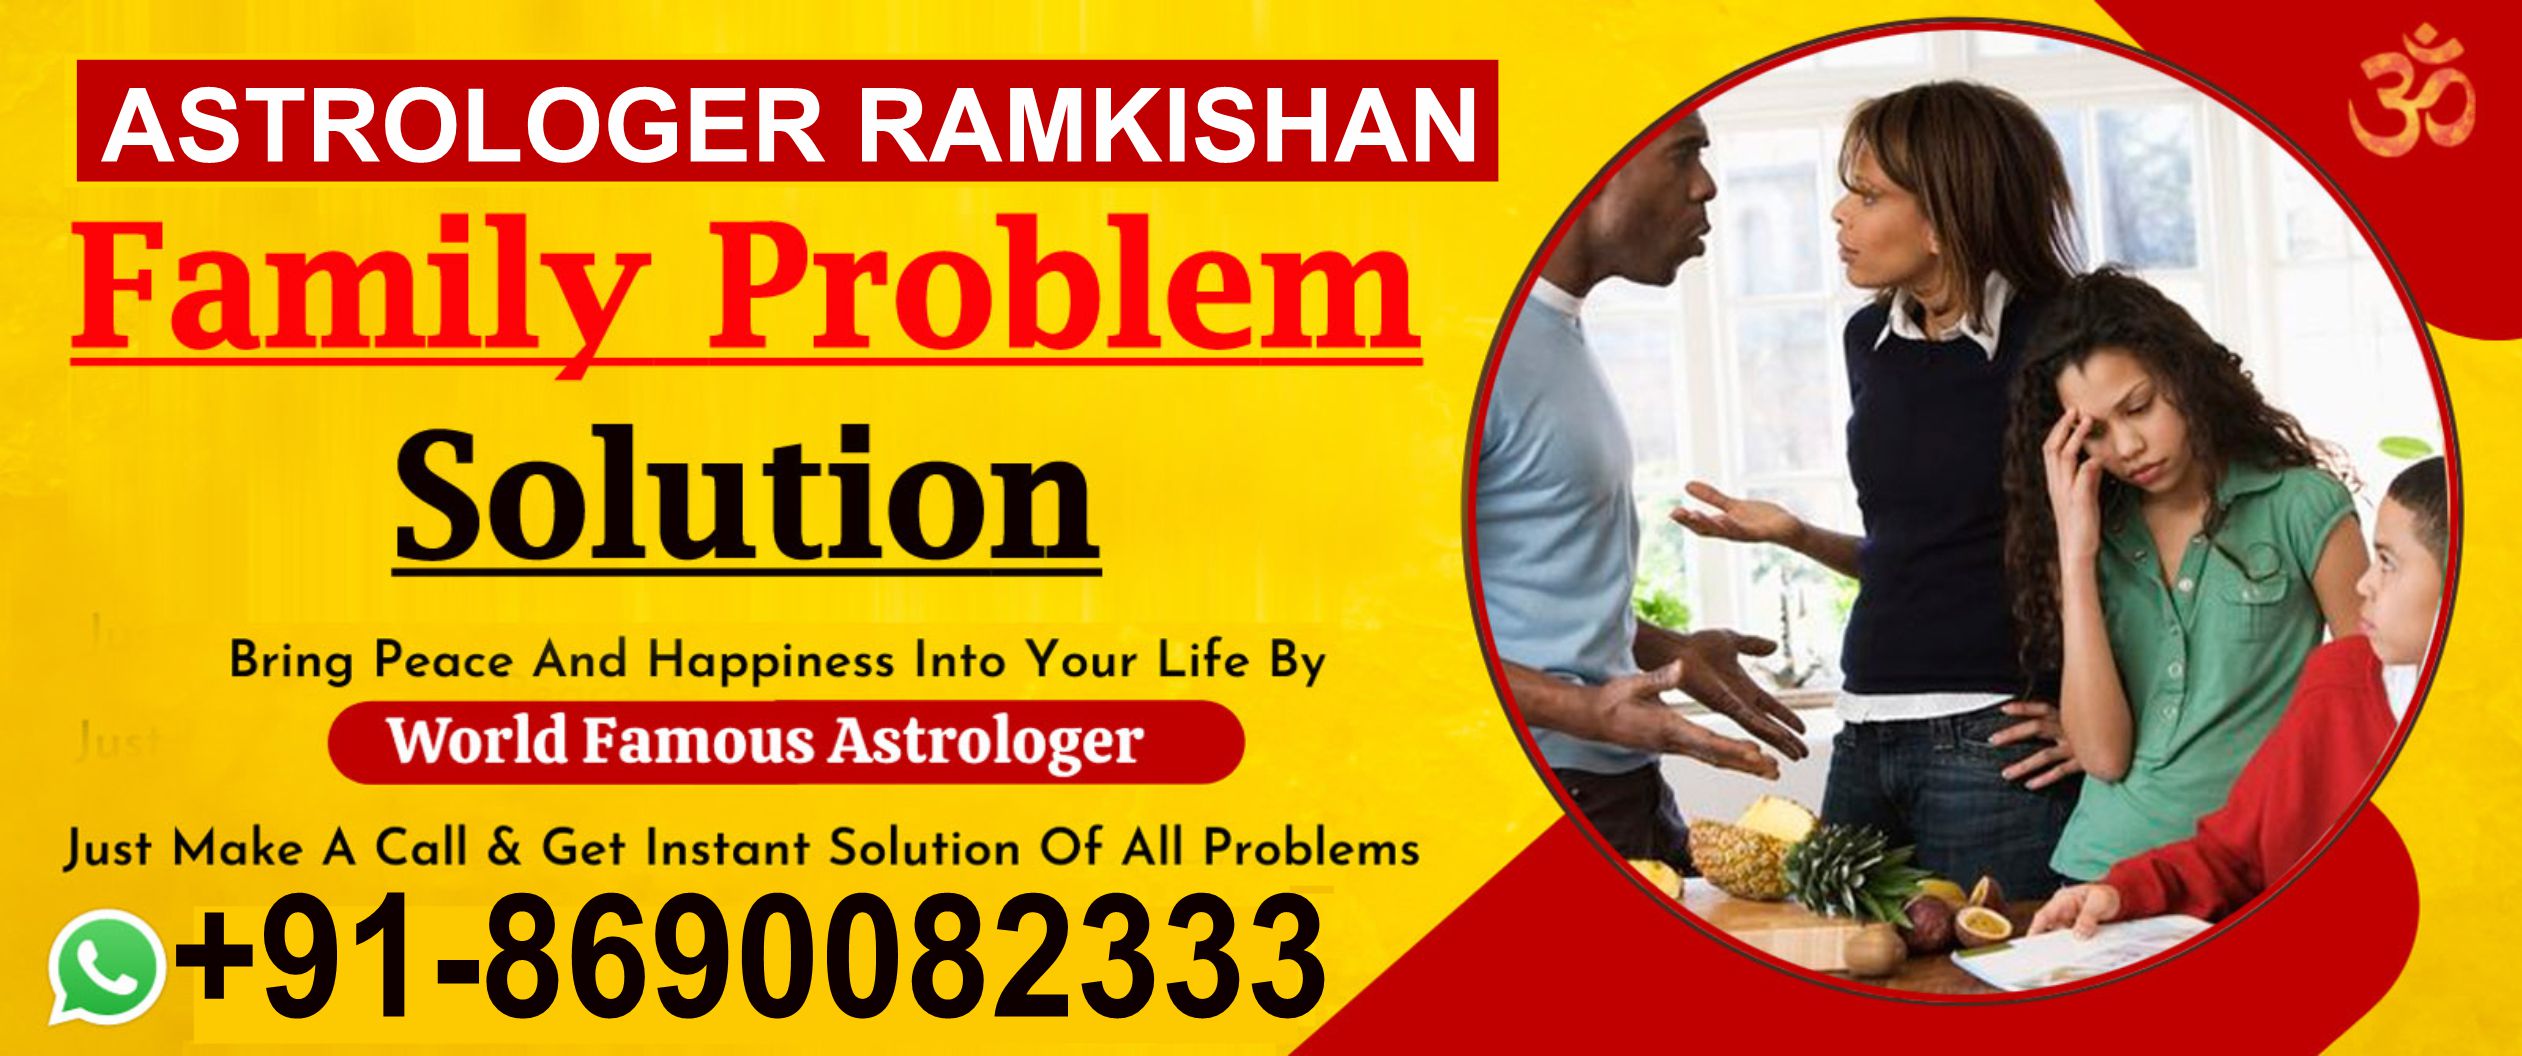 ASTROLOGER RAMKISHAN
ॐ
Family Problem
Solution
Bring Peace And Happiness Into Your Life By
Just
World Famous Astrologer
Just Make A Call & Get Instant Solution Of All Problems
+91-8690082333